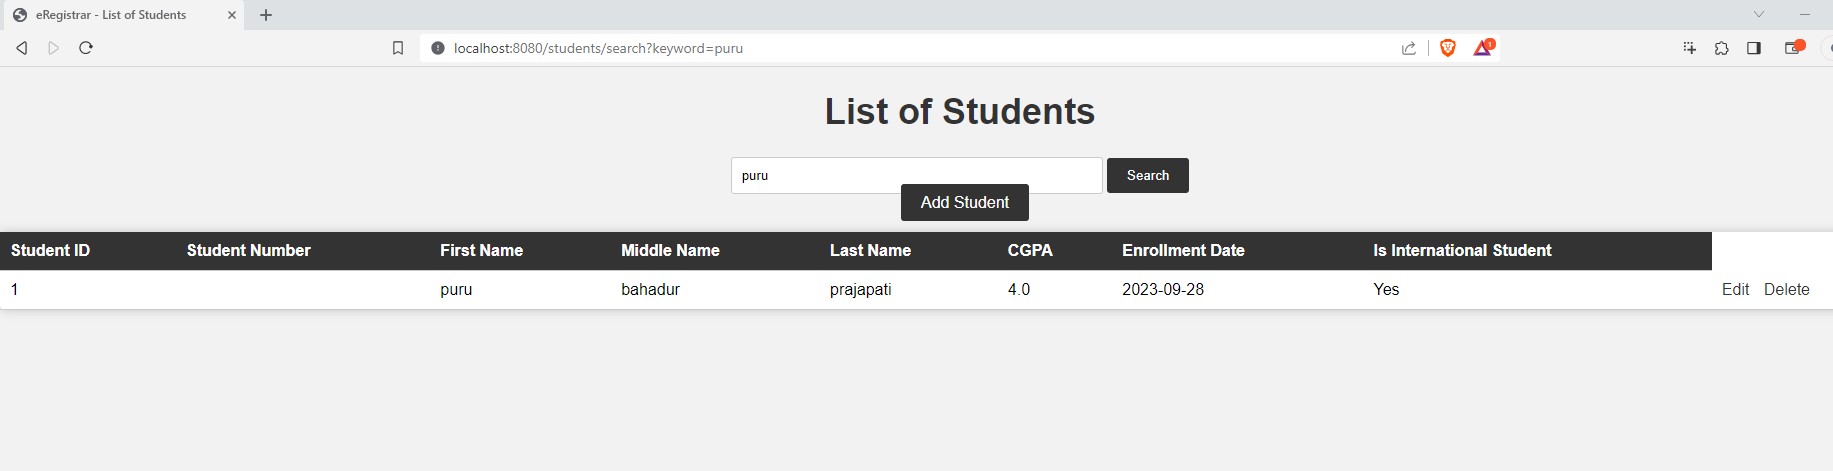 eRegistrar - List of Students
localhost:8080/students/search?keyword=puru
1
List of Students
puru
Search
Add Student
Student ID Student Number First Name Middle Name Last Name CGPA Enrollment Date Is International Student
1 puru bahadur prajapati 4.0 2023-09-28 Yes Edit Delete